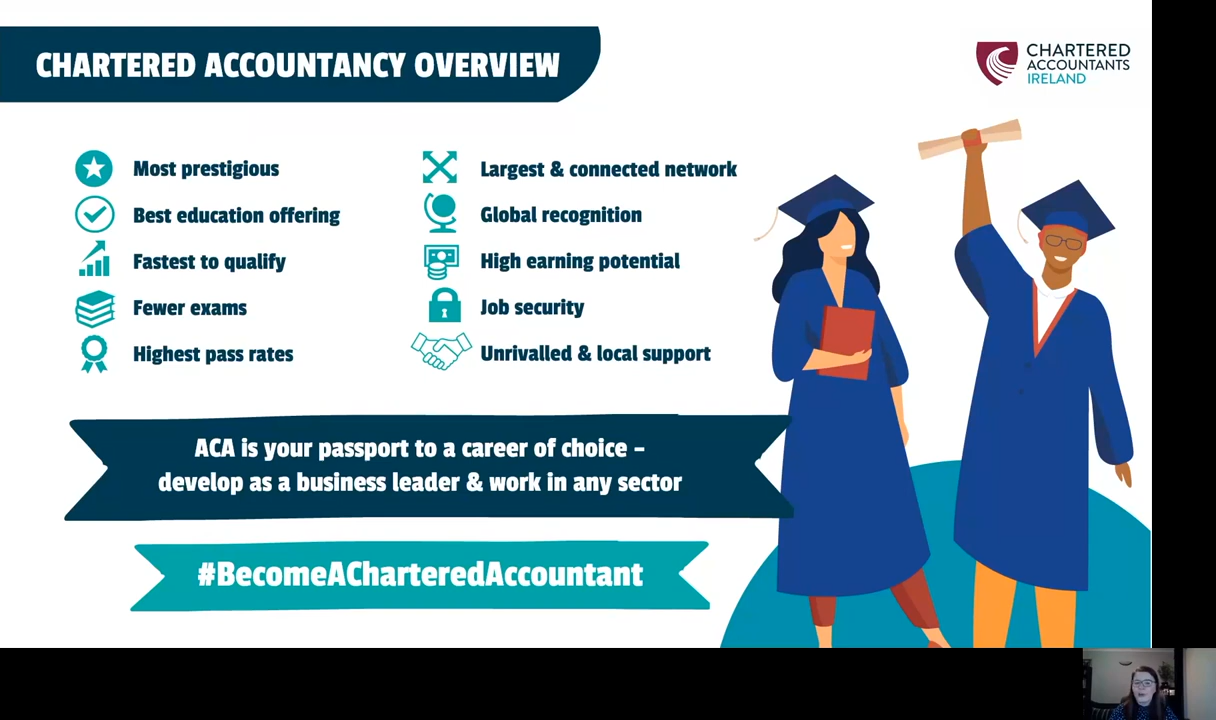 CHARTERED ACCOUNTANCY OVERVIEW
CHARTERED
ACCOUNTANTS
IRELAND
Most prestigious
Best education offering
Fastest to qualify
Fewer exams
Highest pass rates
Largest & connected network
Global recognition
High earning potential
Job security
Unrivalled & local support
ACA is your passport to a career of choice –
develop as a business leader & work in any sector
#BecomeACharteredAccountant